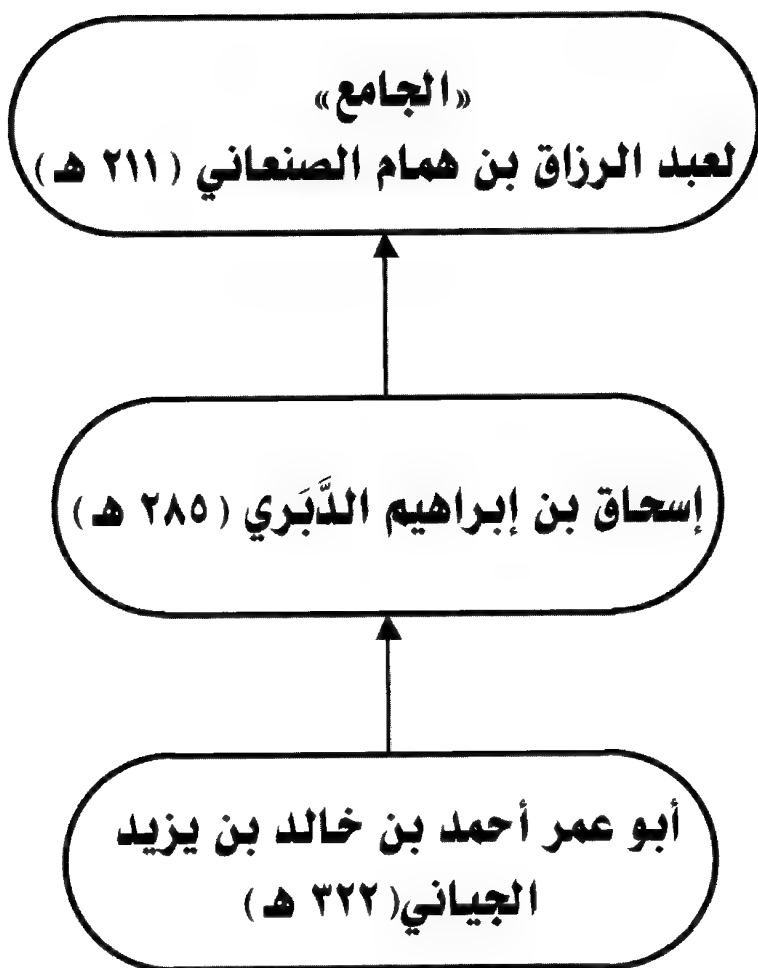 «الجامع»
لعبد الرزاق بن همام الصنعاني (٢١١ هـ)
إسحاق بن إبراهيم الدَّبَري (٢٨٥ هـ)
أبو عمر أحمد بن خالد بن يزيد
الجياني(٣٢٢ هـ)